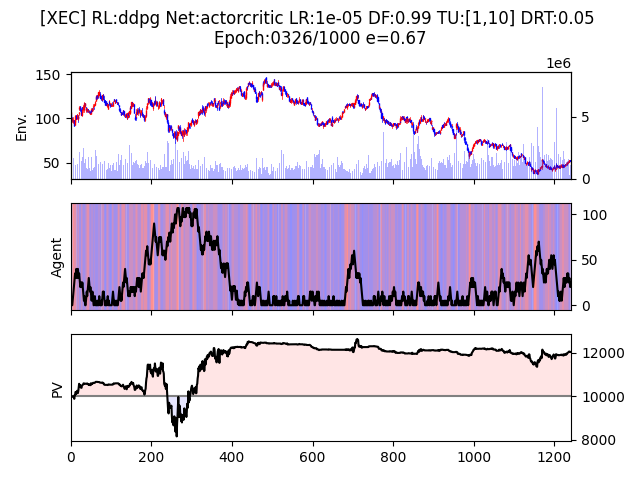 [XEC] RL:ddpg Net:actorcritic LR:1e-05 DF:0.99 TU:[1,10] DRT:0.05
Epoch:0326/1000 e=0.67
1e6
150
100
50
Env.
5
0
Agent
100
50
0
PV
12000
10000
8000
0 200 400 600 800 1000 1200